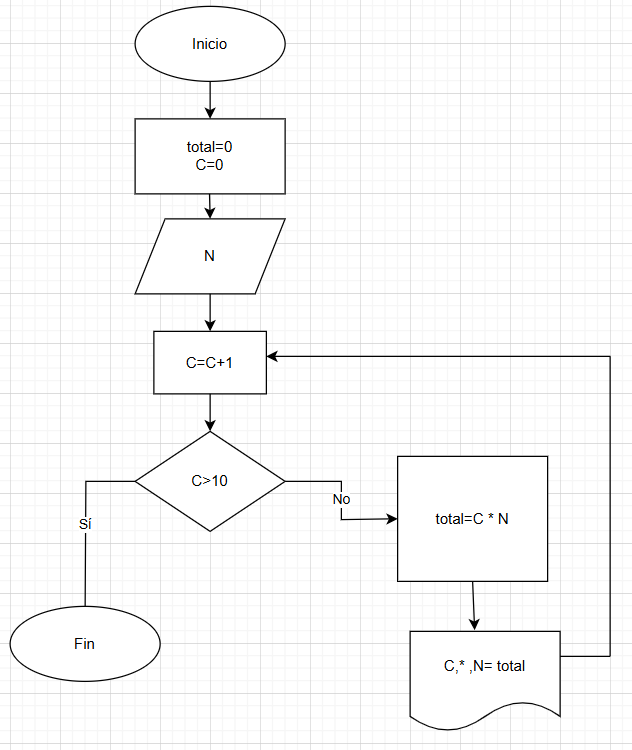 Inicio
total=0
C=0
N
C=C+1
C>10
No
total=C * N
Sí
Fin
C,* ,N= total